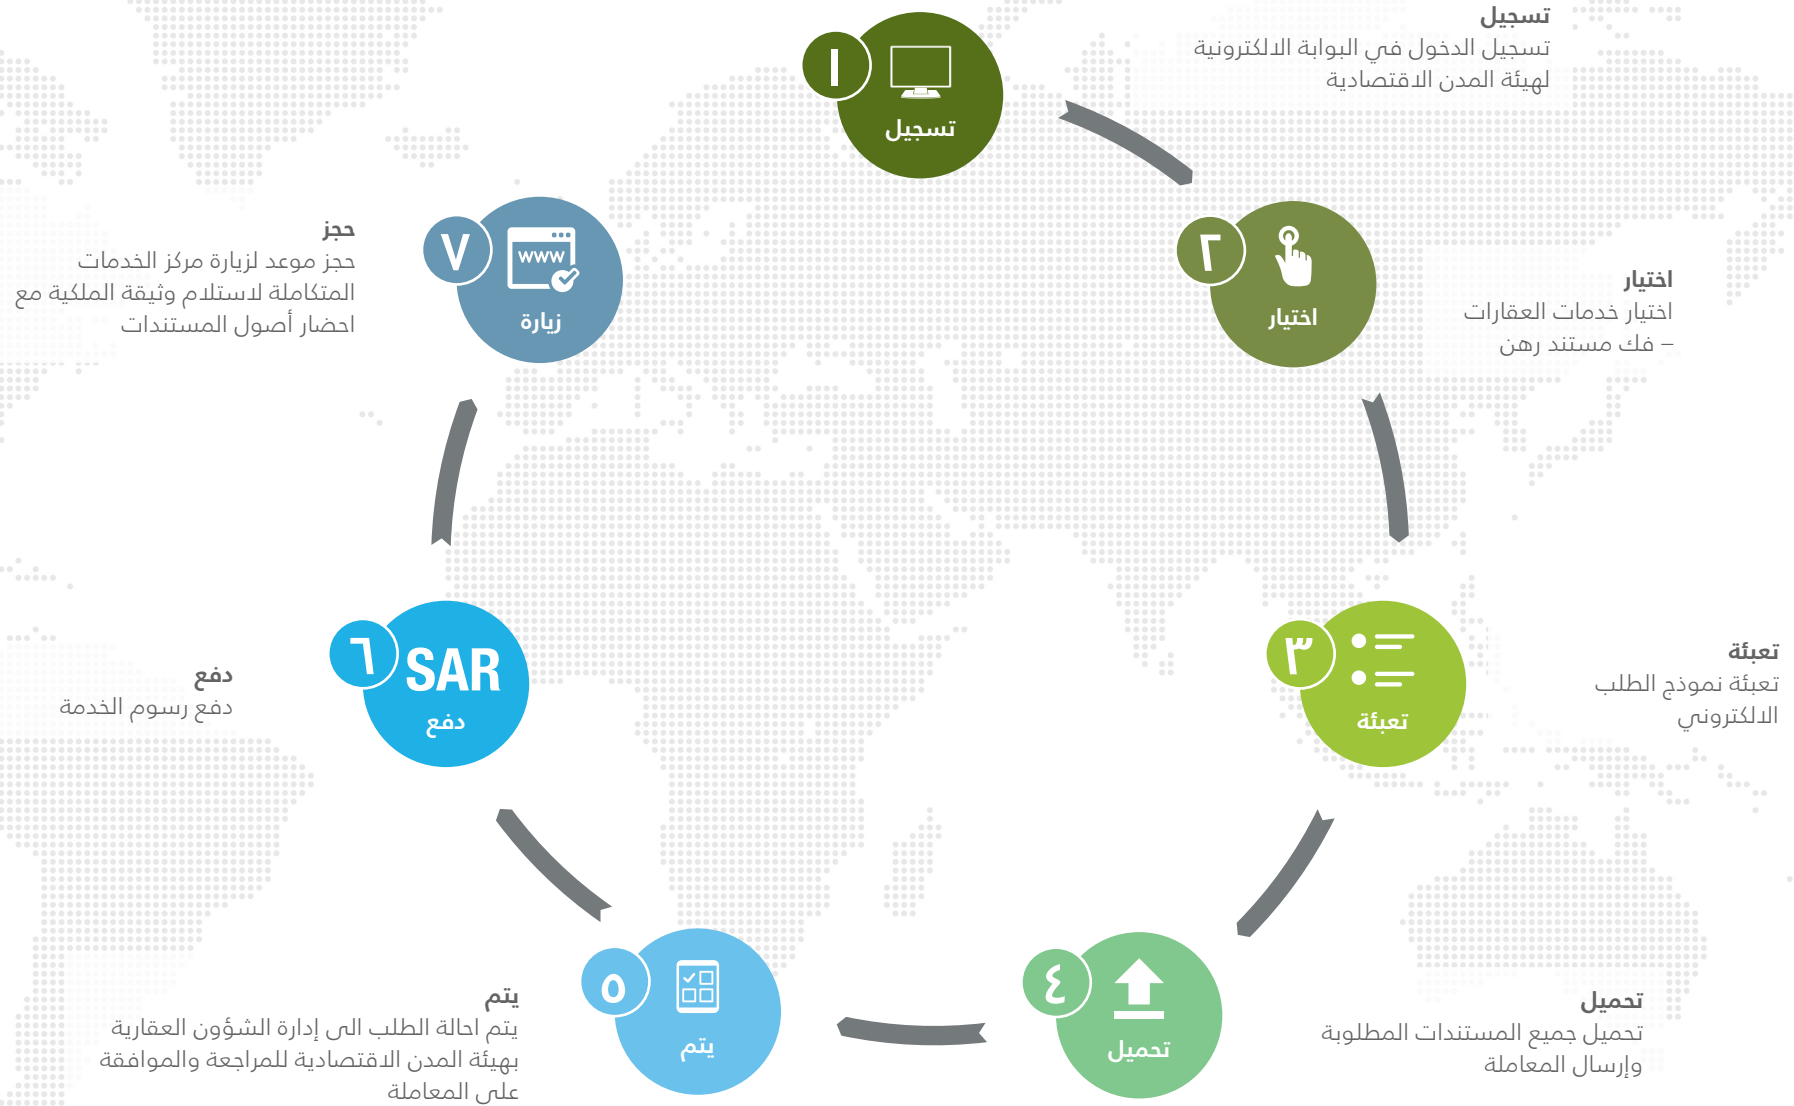 ١
تسجيل
تسجيل
تسجيل الدخول في البوابة الالكترونية
لهيئة المدن الاقتصادية
٢
اختيار
اختيار
اختيار خدمات العقارات
– فك مستند رهن
٣
تعبئة
تعبئة
تعبئة نموذج الطلب
الالكتروني
٤
تحميل
تحميل
تحميل جميع المستندات المطلوبة
وإرسال المعاملة
٥
يتم
يتم
يتم احالة الطلب الى إدارة الشؤون العقارية
بهيئة المدن الاقتصادية للمراجعة والموافقة
على المعاملة
٦
SAR
دفع
دفع
دفع رسوم الخدمة
٧
www
زيارة
حجز
حجز موعد لزيارة مركز الخدمات
المتكاملة لاستلام وثيقة الملكية مع
احضار أصول المستندات